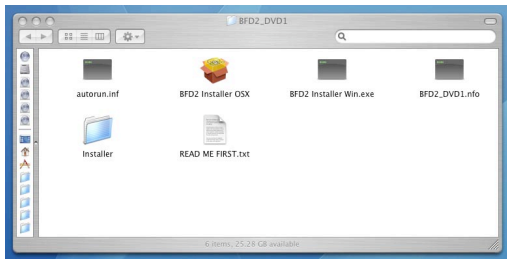 BFD2_DVD1
autorun.inf
BFD2 Installer OSX
BFD2 Installer Win.exe
BFD2_DVD1.nfo
Installer
READ ME FIRST.txt
6 items, 25.28 GB available